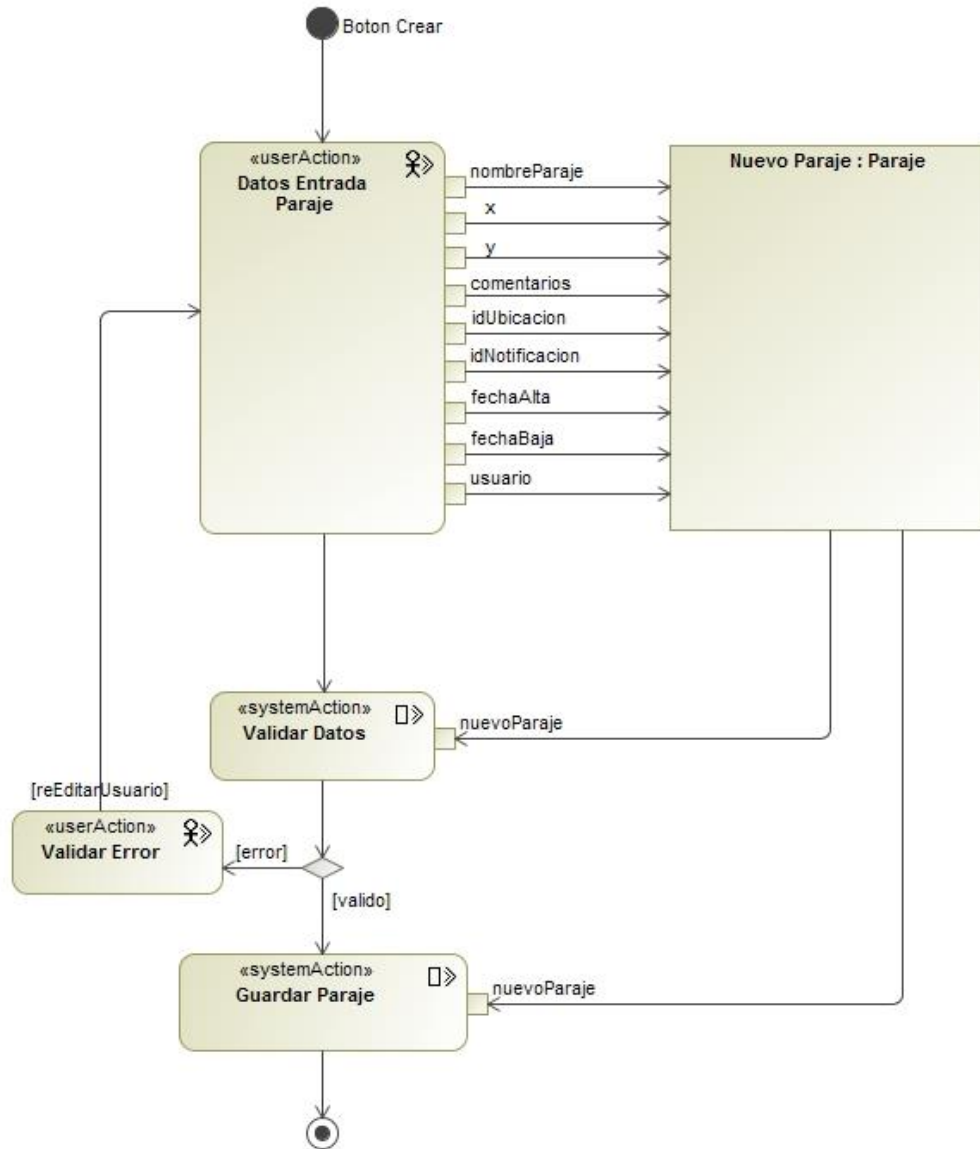 Boton Crear
«userAction»
Datos Entrada
Paraje
nombreParaje
x
y
comentarios
idUbicacion
idNotificacion
fechaAlta
fechaBaja
usuario
Nuevo Paraje : Paraje
«systemAction»
Validar Datos
nuevoParaje
[reEditarUsuario]
«userAction»
Validar Error
[error]
[valido]
«systemAction»
Guardar Paraje
nuevoParaje